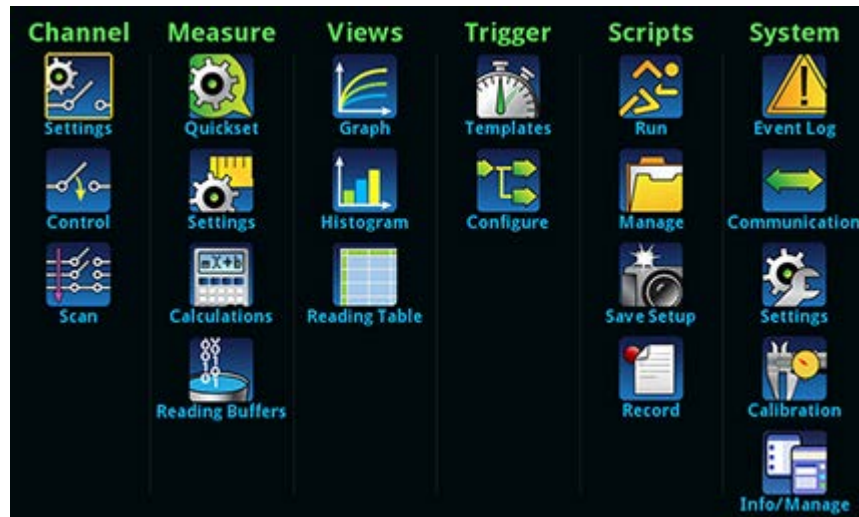 Channel Measure Views Trigger Scripts System
Settings Quickset Graph Templates Run Event Log
Control Settings Histogram Configure Manage Communication
mX+b
Scan Calculations Reading Table Save Setup Settings
Reading Buffers Record Calibration
Info/Manage